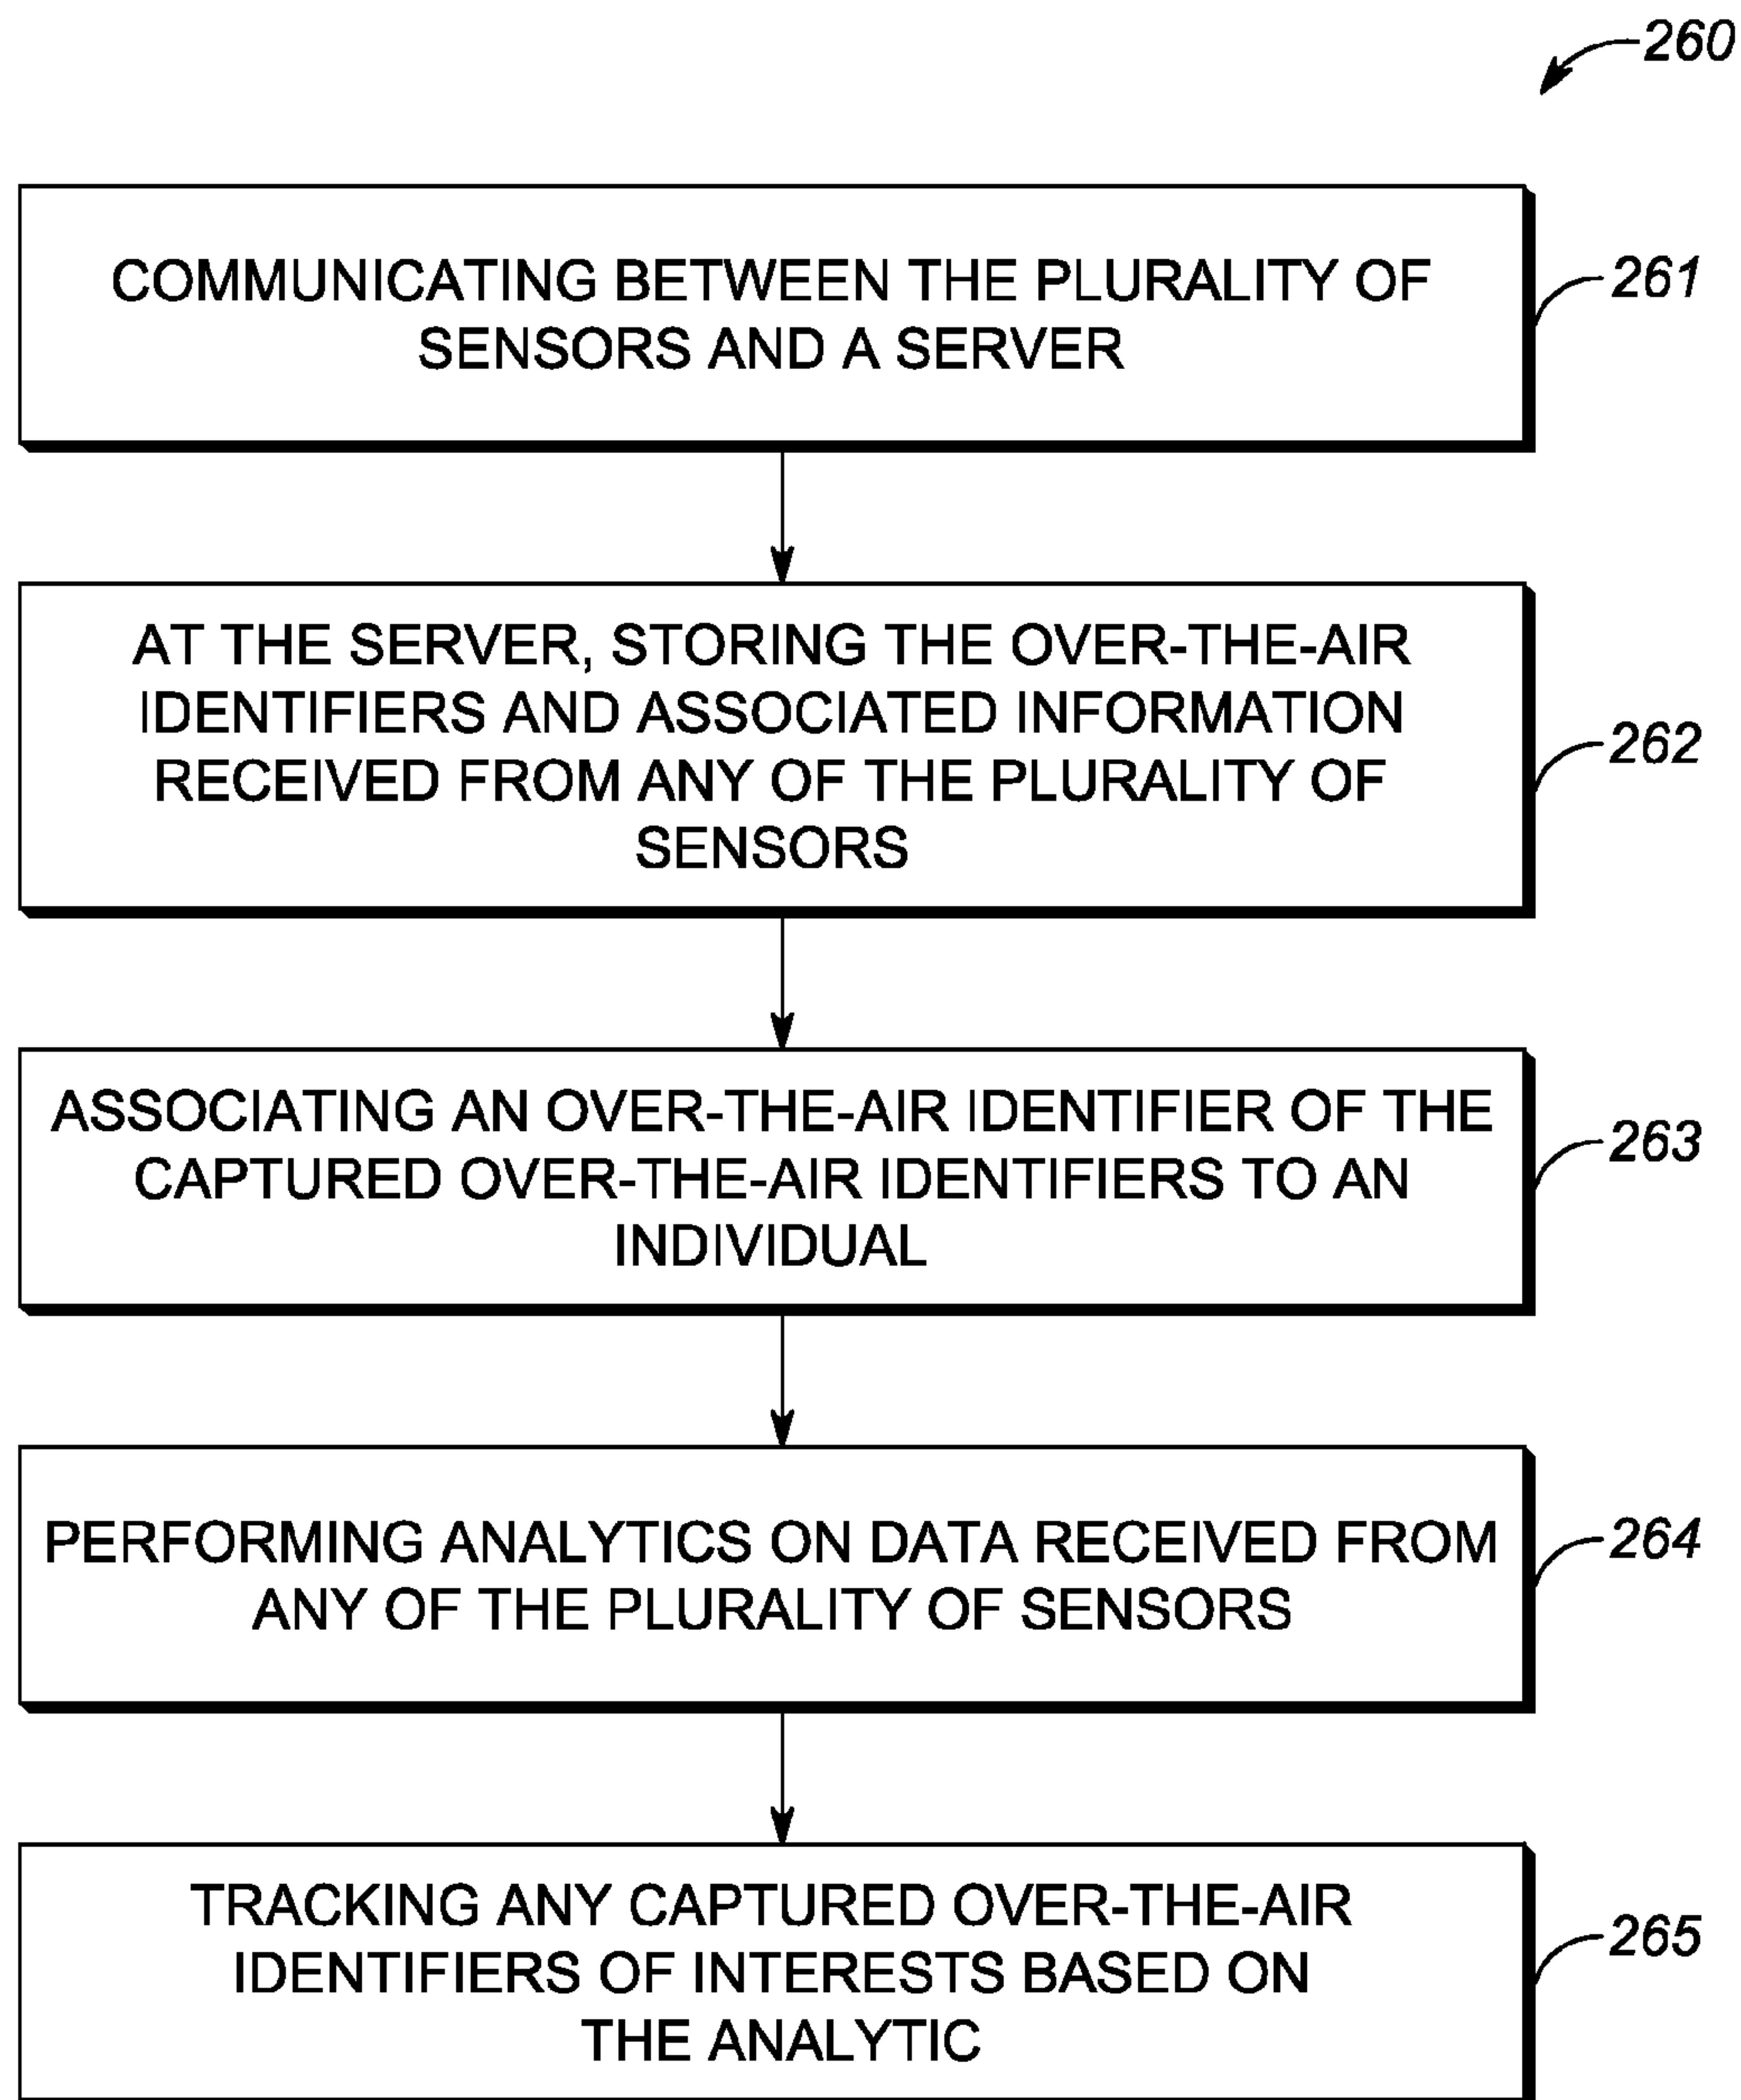 260
COMMUNICATING BETWEEN THE PLURALITY OF
SENSORS AND A SERVER
261
AT THE SERVER, STORING THE OVER-THE-AIR
IDENTIFIERS AND ASSOCIATED INFORMATION
RECEIVED FROM ANY OF THE PLURALITY OF
SENSORS
262
ASSOCIATING AN OVER-THE-AIR IDENTIFIER OF THE
CAPTURED OVER-THE-AIR IDENTIFIERS TO AN
INDIVIDUAL
263
PERFORMING ANALYTICS ON DATA RECEIVED FROM
ANY OF THE PLURALITY OF SENSORS
264
TRACKING ANY CAPTURED OVER-THE-AIR
IDENTIFIERS OF INTERESTS BASED ON
THE ANALYTIC
265